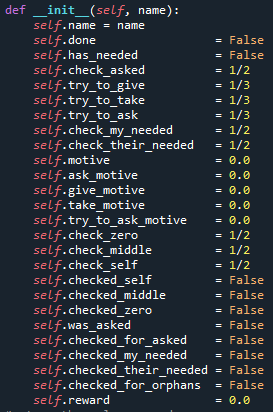 def __init__(self, name):
self.name = name
self.done = False
self.has_needed = False
self.check_asked = 1/2
self.try_to_give = 1/3
self.try_to_take = 1/3
self.try_to_ask = 1/3
self.check_my_needed = 1/2
self.check_their_needed = 1/2
self.motive = 0.0
self.ask_motive = 0.0
self.give_motive = 0.0
self.take_motive = 0.0
self.try_to_ask_motive = 0.0
self.check_zero = 1/2
self.check_middle = 1/2
self.check_self = 1/2
self.checked_self = False
self.checked_middle = False
self.checked_zero = False
self.was_asked = False
self.checked_for_asked = False
self.checked_my_needed = False
self.checked_their_needed = False
self.checked_for_orphans = False
self.reward = 0.0